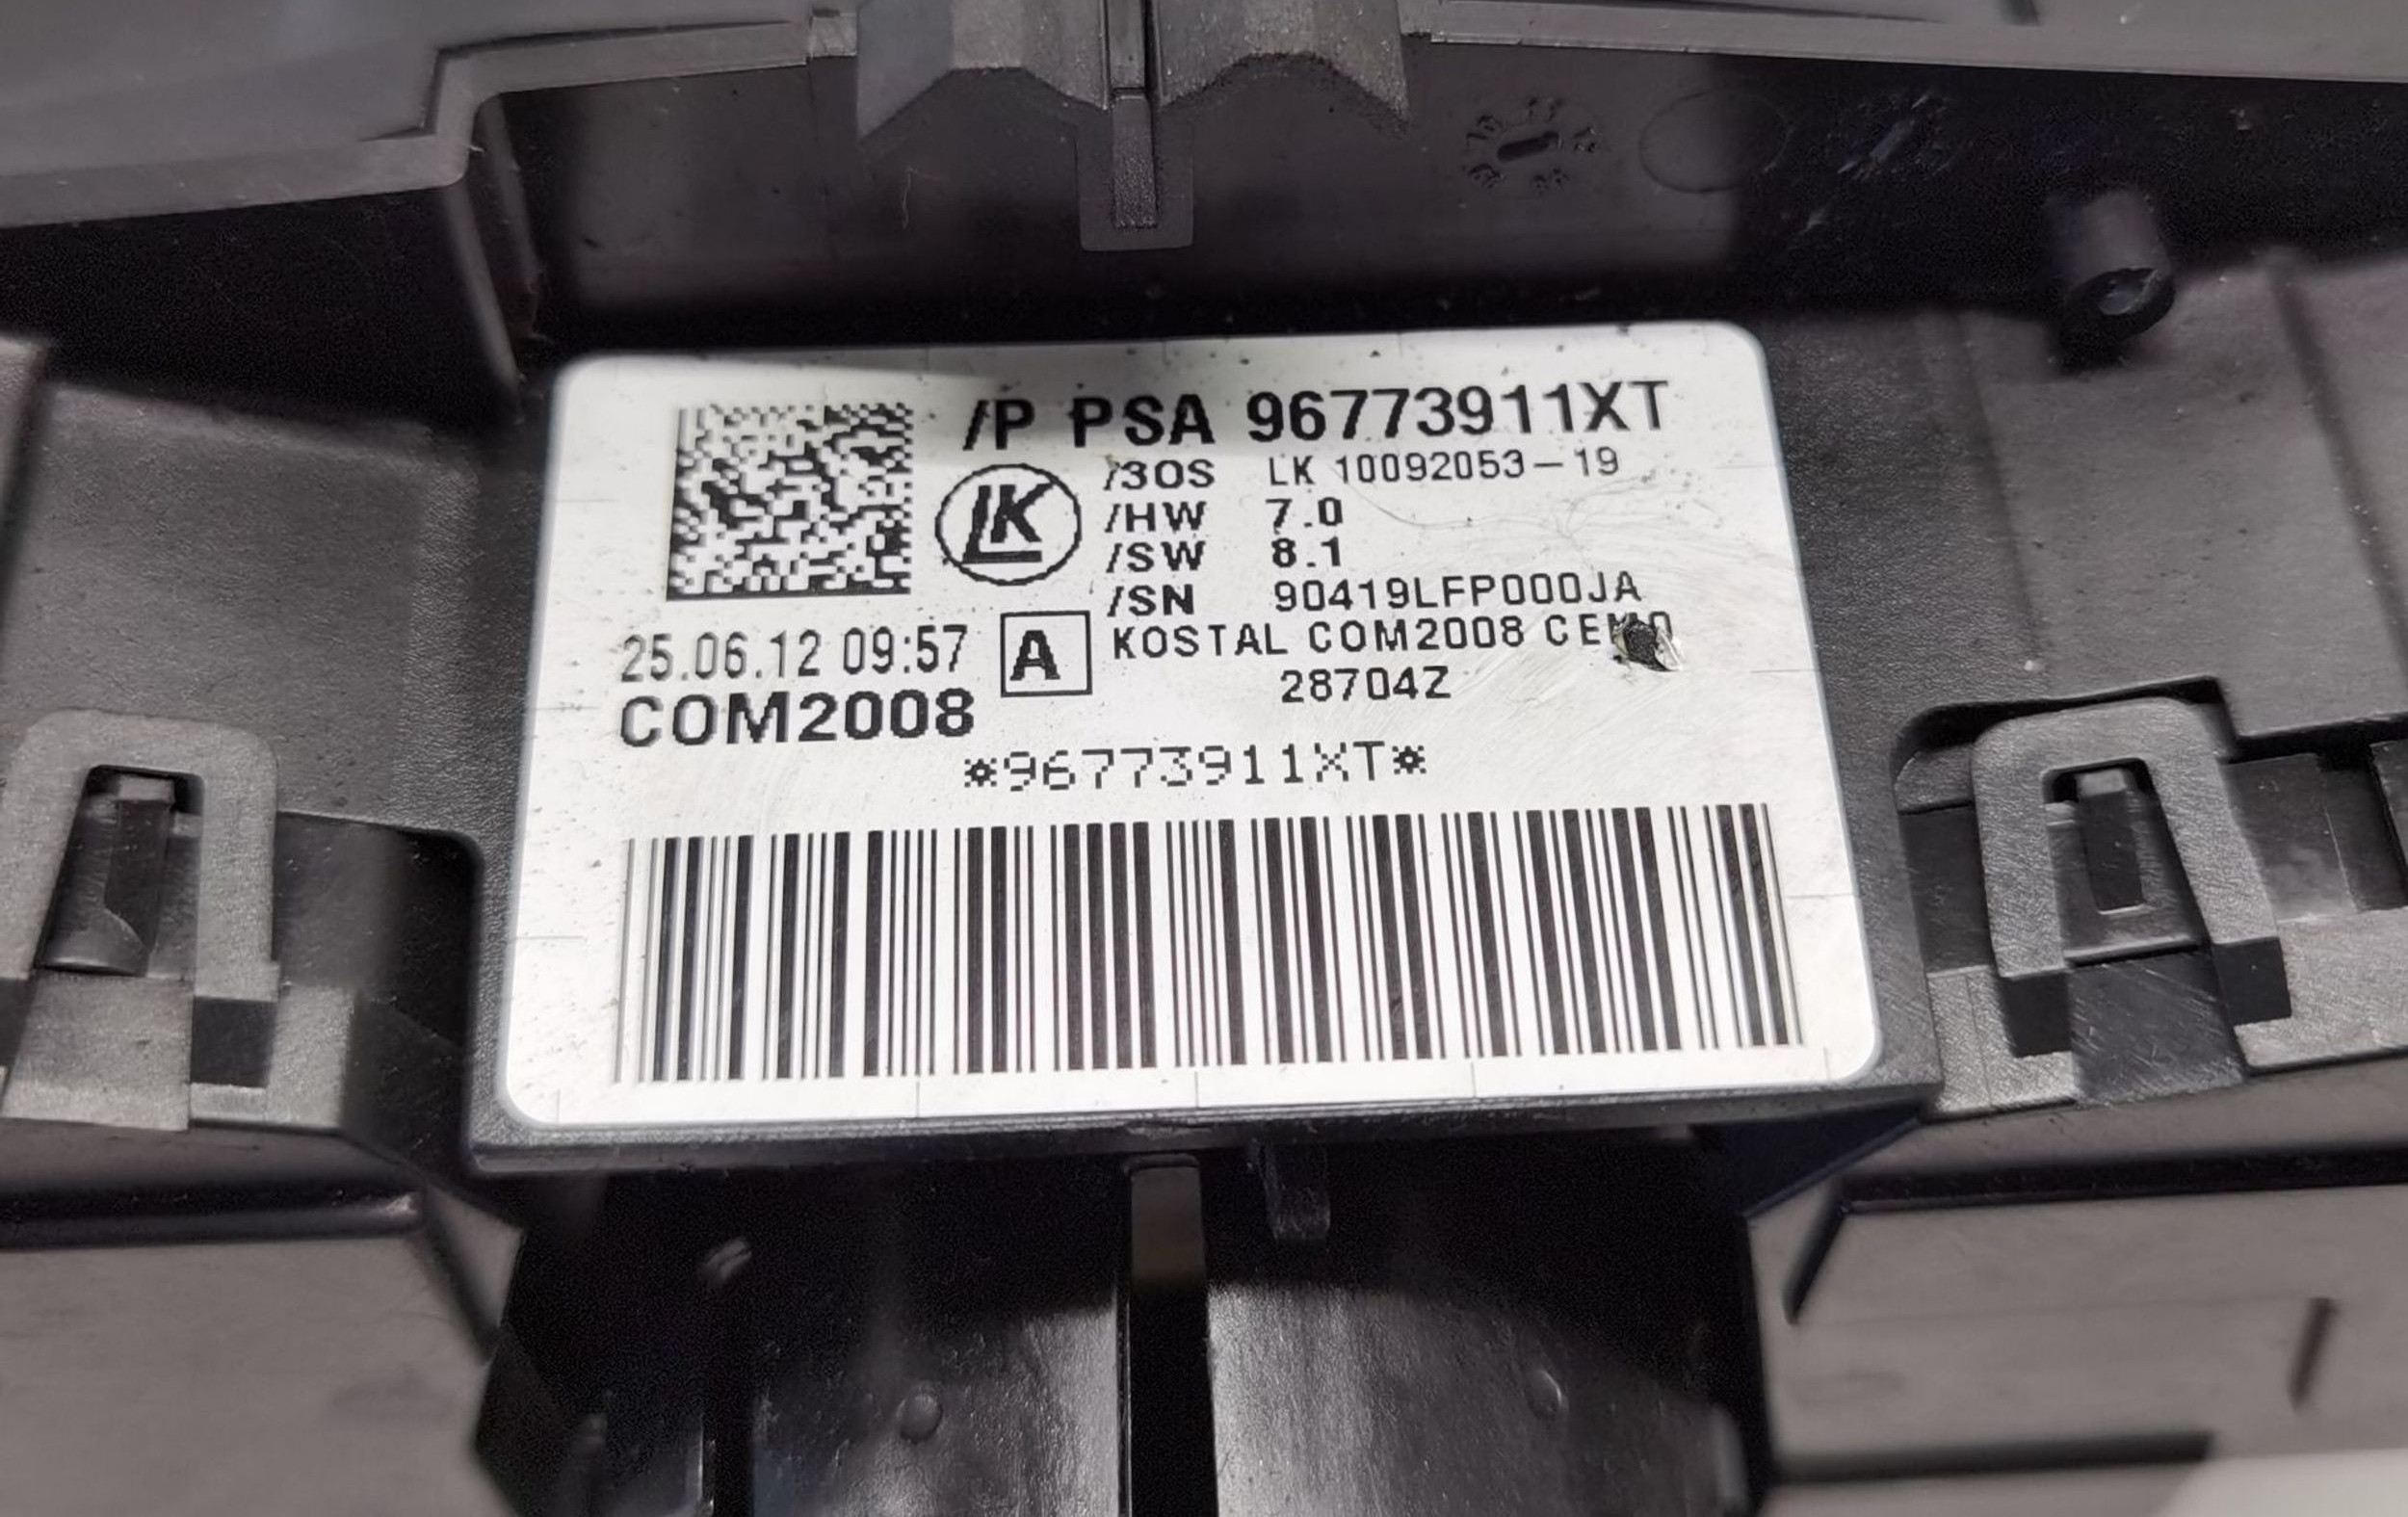 /P PSA 96773911XT
LK
/3OS LK 10092053-19
/HW 7.0
/SW 8.1
/SN 90419LFP000JA
25.06.12 09:57
A
KOSTAL COM2008
28704Z
COM2008
*96773911XT*